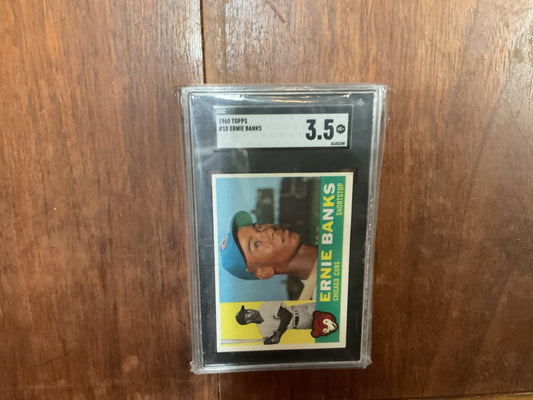 1960 TOPPS
#10 ERNIE BANKS
3.5
ERNIE BANKS
SHORTSTOP
CHICAGO CUBS